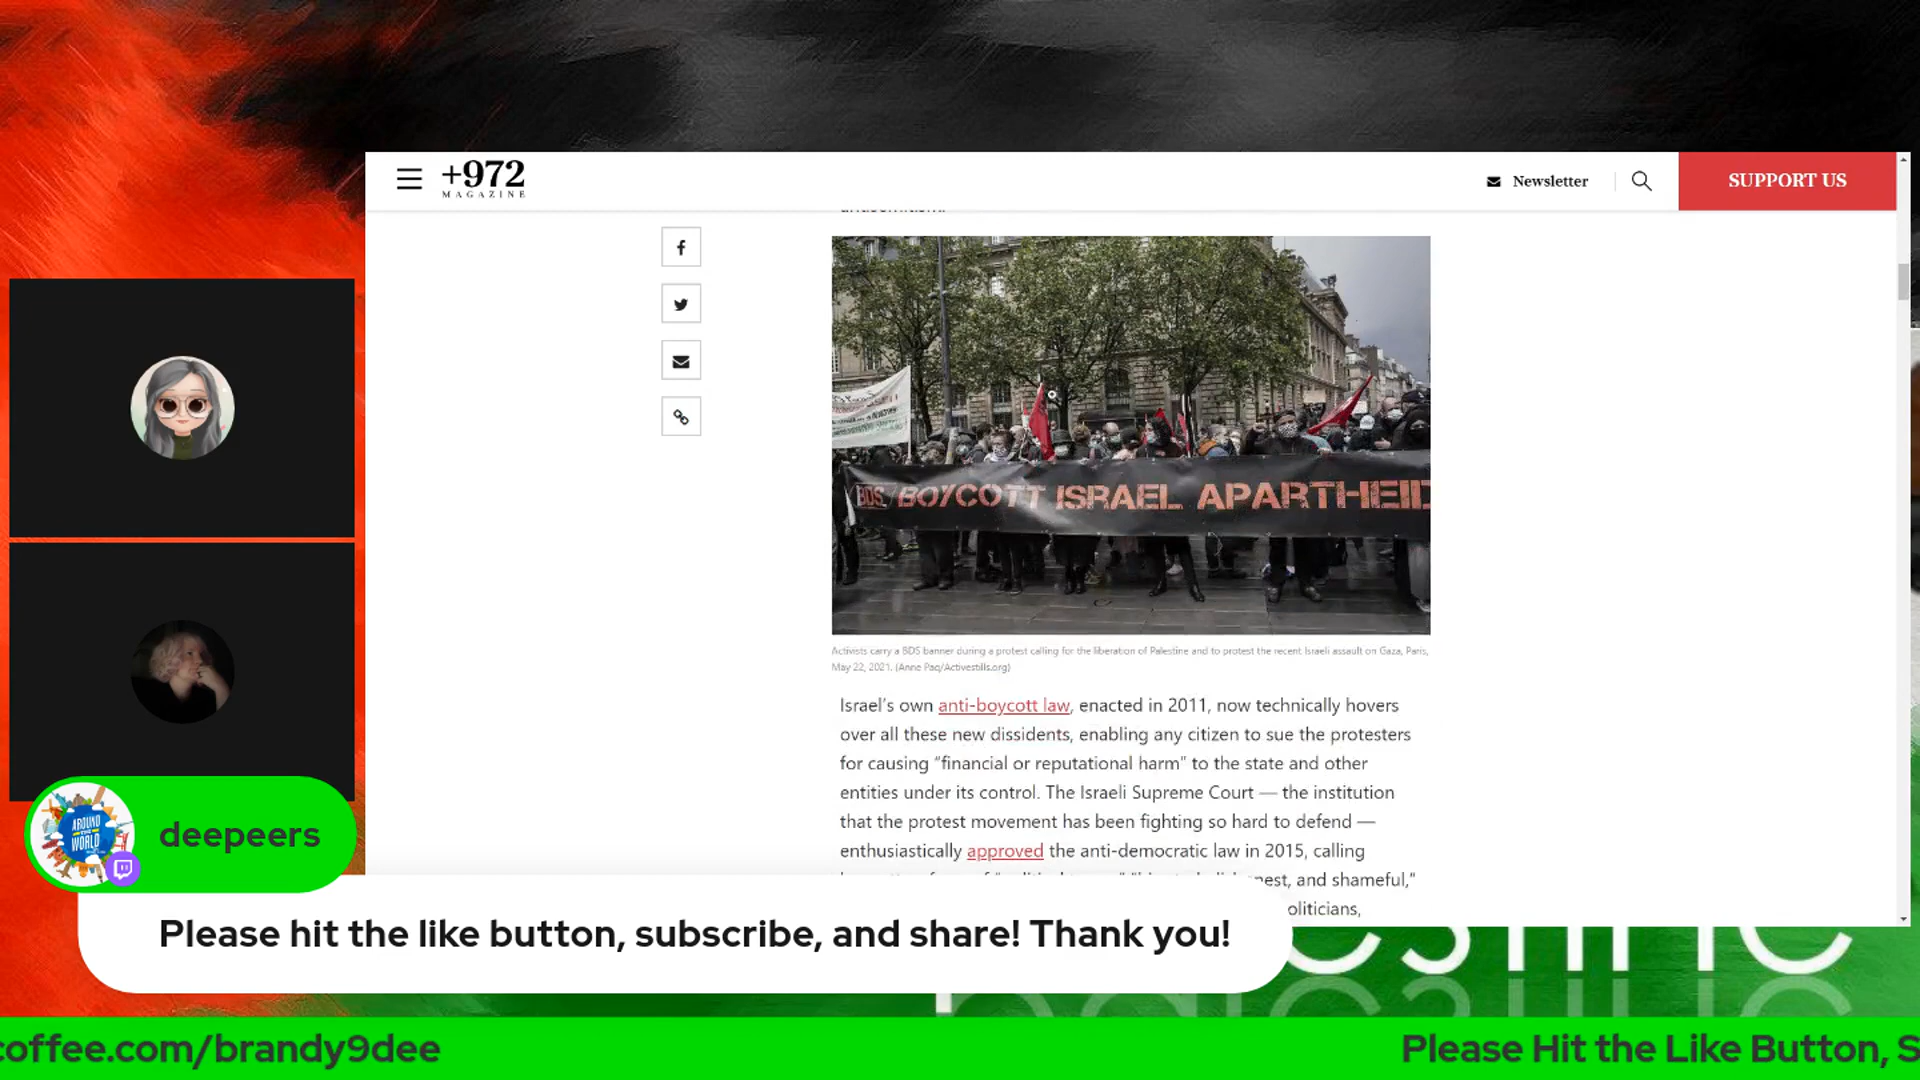 +972
MAGAZINE
Newsletter
SUPPORT US
BDS / BOYCOTT ISRAEL APARTHEID
Activists carry a BDS banner during a protest calling for the liberation of Palestine and to protest the recent Israeli assault on Gaza, Paris,
May 22, 2021. (Anne Paq/Activestills.org)
Israel's own anti-boycott law, enacted in 2011, now technically hovers
over all these new dissidents, enabling any citizen to sue the protesters
for causing "financial or reputational harm" to the state and other
entities under its control. The Israeli Supreme Court — the institution
that the protest movement has been fighting so hard to defend —
enthusiastically approved the anti-democratic law in 2015, calling
and shameful,"
oliticians,
AROUND THE WORLD
deepeers
Please hit the like button, subscribe, and share! Thank you!
coffee.com/brandy9dee
Please Hit the Like Button, S